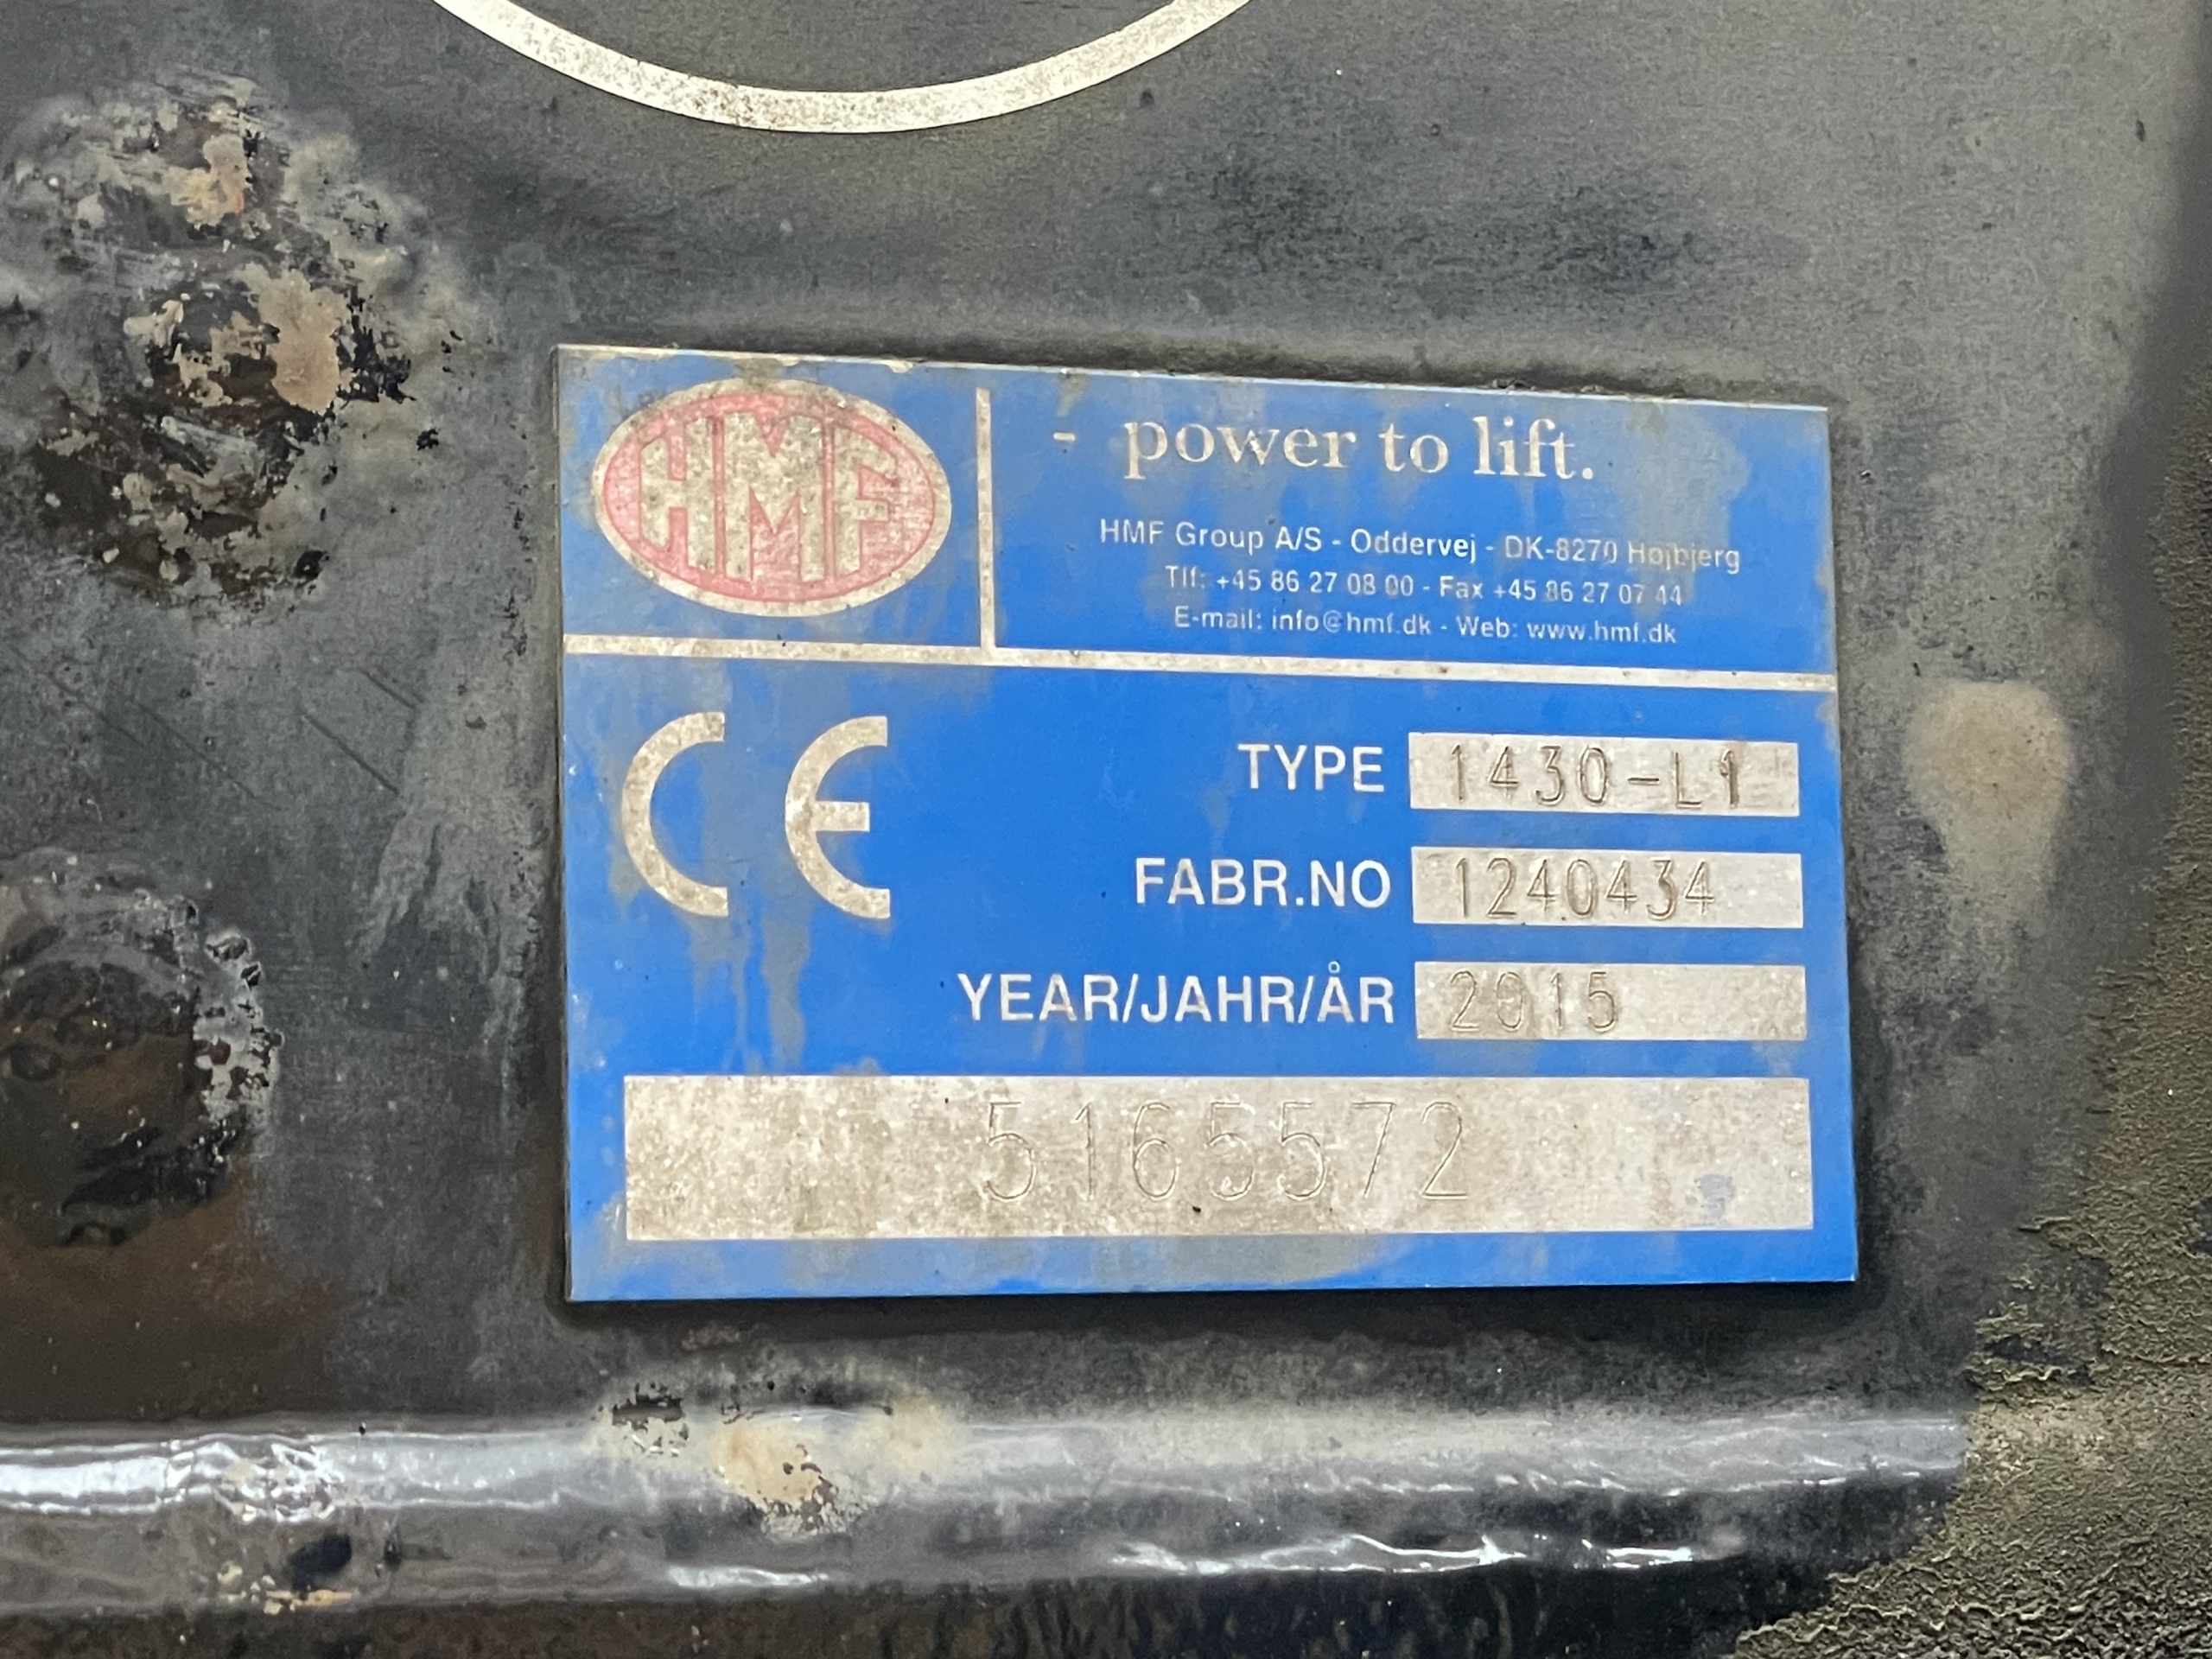 HMF
- power to lift.
HMF Group A/S - Oddervej - DK-8270 Højbjerg
Tlf: +45 86 27 08 00 - Fax +45 86 27 07 44
E-mail: info@hmf.dk - Web: www.hmf.dk
CE
TYPE 1430-L1
FABR.NO 1240434
YEAR/JAHR/ÅR 2015
5165572